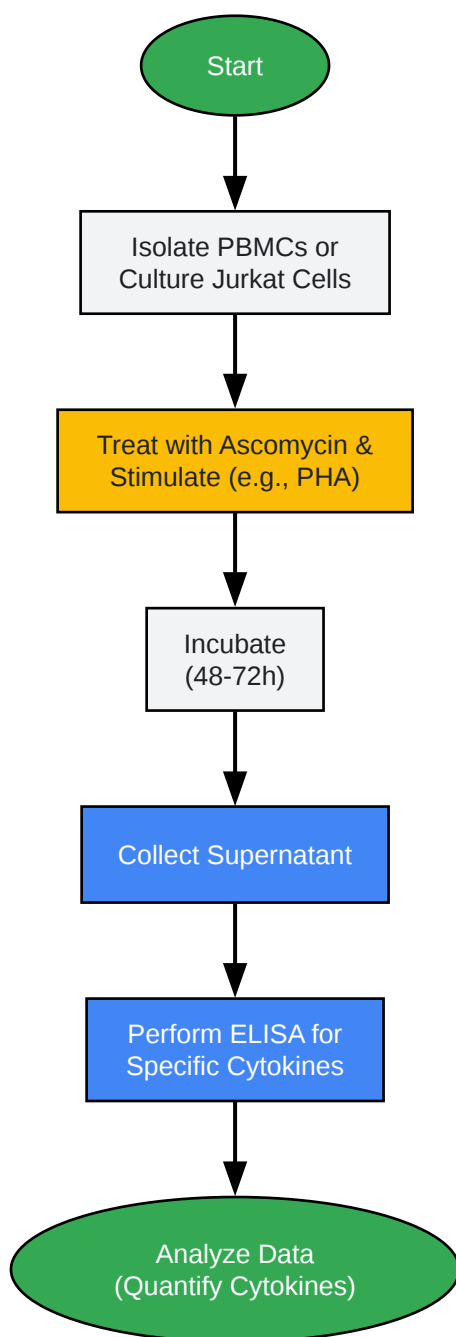 Start
Isolate PBMCs or
Culture Jurkat Cells
Treat with Ascomycin &
Stimulate (e.g., PHA)
Incubate
(48-72h)
Collect Supernatant
Perform ELISA for
Specific Cytokines
Analyze Data
(Quantify Cytokines)